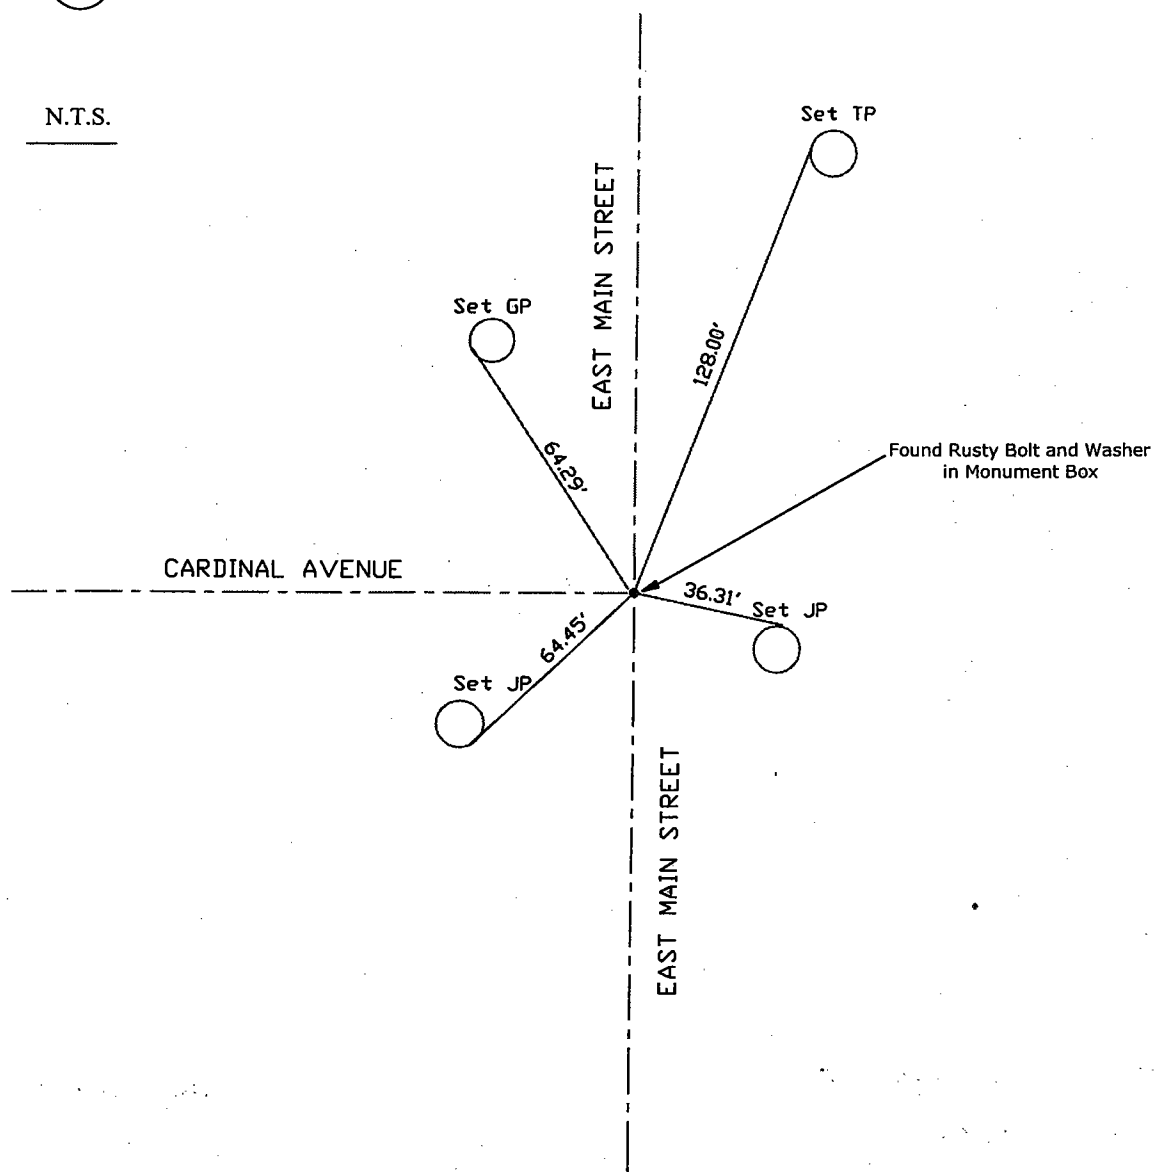 N.T.S.
Set TP
EAST MAIN STREET
Set GP
128.00'
64.29'
Found Rusty Bolt and Washer
in Monument Box
CARDINAL AVENUE
36.31'
Set JP
64.45'
Set JP
EAST MAIN STREET